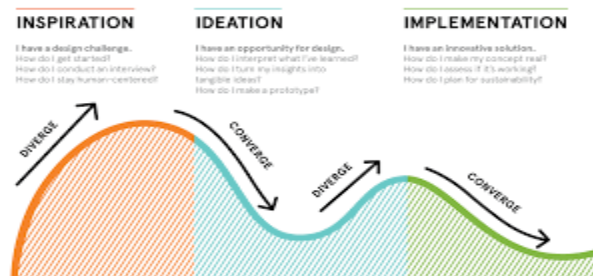 INSPIRATION
I have a design challenge.
How do I get started?
How do I conduct an interview?
How do I stay human-centered?
IDEATION
I have an opportunity for design.
How do I interpret what I've learned?
How do I turn my insights into
tangible ideas?
How do I make a prototype?
IMPLEMENTATION
I have an innovative solution.
How do I make my concept real?
How do I assess if it's working?
How do I plan for sustainability?
DIVERGE
CONVERGE
DIVERGE
CONVERGE